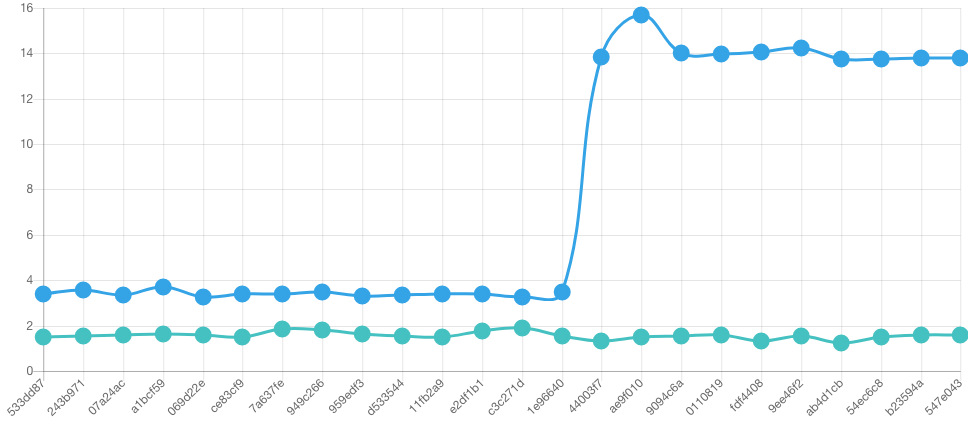 16
14
12
10
8
6
4
2
0
533dd87
243b971
07a24ac
a1bcf59
069d22e
ce83cf9
7a637fe
949c266
959edf3
d533544
11fb2a9
e2df1b1
c3c271d
1e96640
44003f7
ae9f010
9094c6a
0110819
fdf4408
9ee46f2
ab4d1cb
54ec6c8
b23594a
547e043